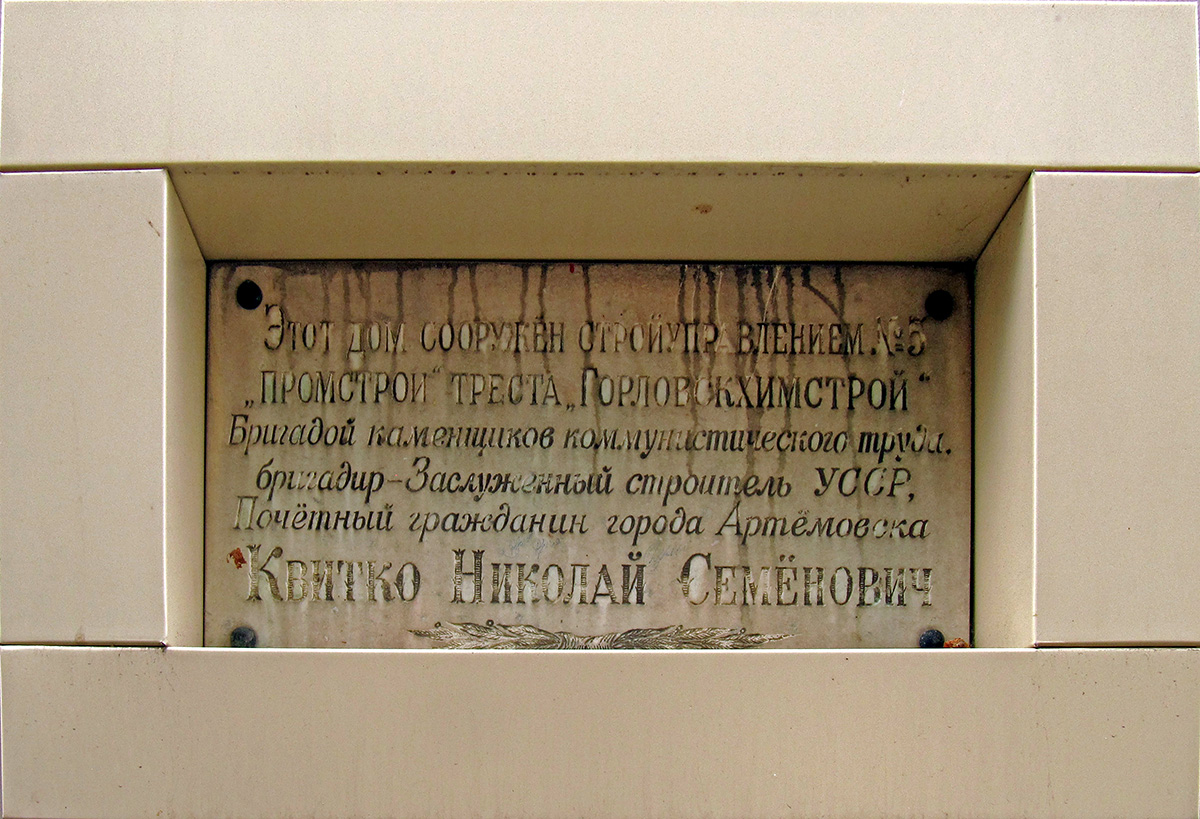 Этот дом сооружён стройуправлением №5
„Промстрой“ треста „Горловскхимстрой“
Бригадой каменщиков коммунистического труда.
бригадир–Заслуженный строитель УССР,
Почётный гражданин города Артёмовска
Квитко Николай Семёнович